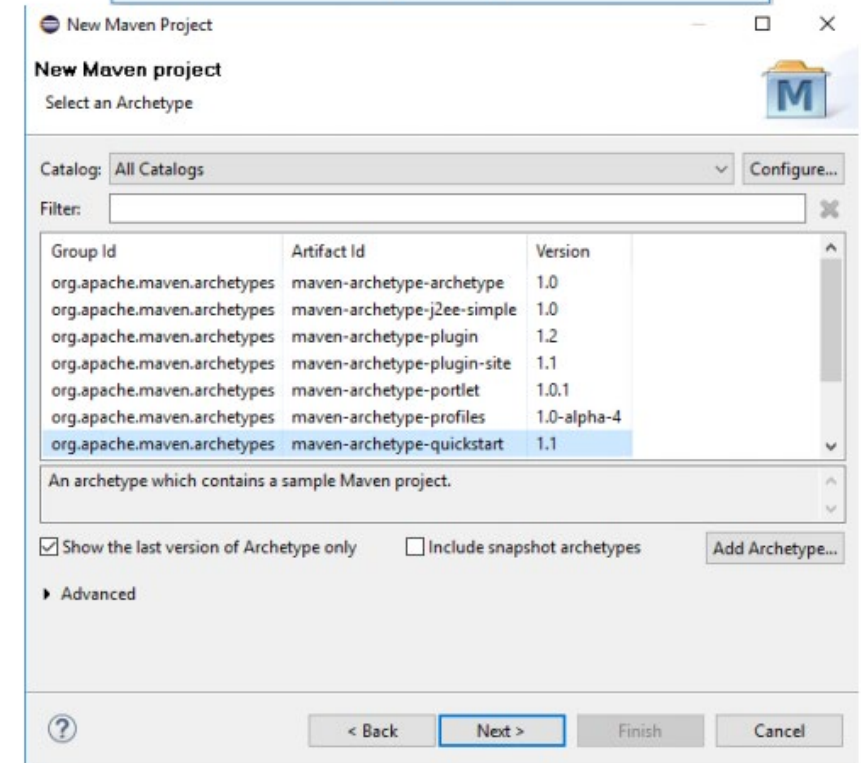 New Maven Project
New Maven project
Select an Archetype
M
Catalog: All Catalogs Configure...
Filter:
Group Id Artifact Id Version
org.apache.maven.archetypes maven-archetype-archetype 1.0
org.apache.maven.archetypes maven-archetype-j2ee-simple 1.0
org.apache.maven.archetypes maven-archetype-plugin 1.2
org.apache.maven.archetypes maven-archetype-plugin-site 1.1
org.apache.maven.archetypes maven-archetype-portlet 1.0.1
org.apache.maven.archetypes maven-archetype-profiles 1.0-alpha-4
org.apache.maven.archetypes maven-archetype-quickstart 1.1
An archetype which contains a sample Maven project.
Show the last version of Archetype only Include snapshot archetypes Add Archetype...
Advanced
? < Back Next > Finish Cancel